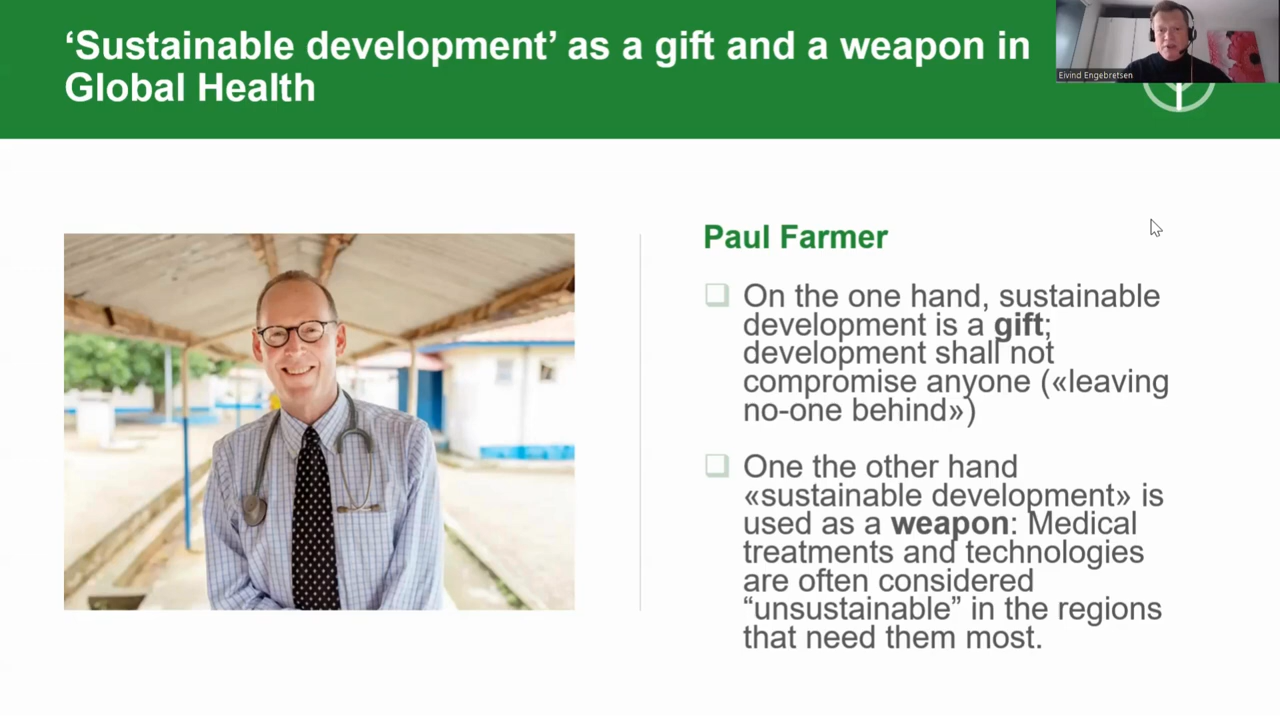 ‘Sustainable development’ as a gift and a weapon in
Global Health
Eivind Engebretsen
Paul Farmer
On the one hand, sustainable
development is a gift;
development shall not
compromise anyone («leaving
no-one behind»)
One the other hand
«sustainable development» is
used as a weapon: Medical
treatments and technologies
are often considered
“unsustainable” in the regions
that need them most.